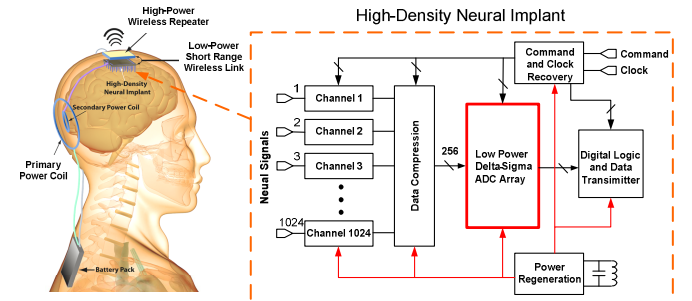 High-Density Neural Implant
High-Power
Wireless Repeater
Low-Power
Short Range
Wireless Link
High-Density
Neural Implant
Secondary Power Coil
Primary
Power Coil
Battery Pack
Neual Signals
1
Channel 1
2
Channel 2
3
Channel 3
1024
Channel 1024
Data Compression
256
Low Power
Delta-Sigma
ADC Array
Command
and Clock
Recovery
Command
Clock
Digital Logic
and Data
Transimitter
Power
Regeneration